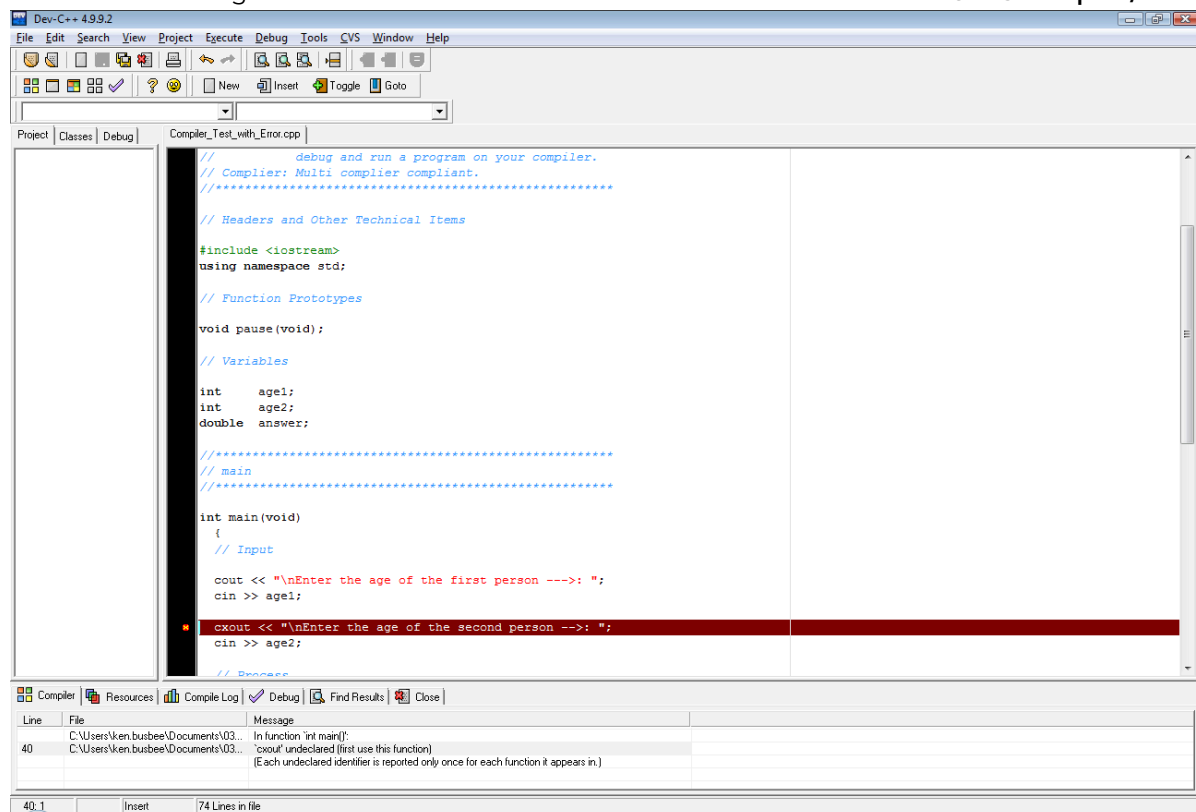 Dev-C++ 4.9.9.2
File Edit Search View Project Execute Debug Tools CVS Window Help
New Insert Toggle Goto
Project Classes Debug Compiler_Test_with_Error.cpp
// debug and run a program on your compiler.
// Complier: Multi complier compliant.
//******************************************************
// Headers and Other Technical Items
#include <iostream>
using namespace std;
// Function Prototypes
void pause(void);
// Variables
int age1;
int age2;
double answer;
//******************************************************
// main
//******************************************************
int main(void)
{
// Input
cout << "\nEnter the age of the first person --->: ";
cin >> age1;
cxout << "\nEnter the age of the second person -->: ";
cin >> age2;
// Process
Compiler Resources Compile Log Debug Find Results Close
Line File Message
C:\Users\ken.busbee\Documents\03... In function `int main()':
40 C:\Users\ken.busbee\Documents\03... `cxout' undeclared (first use this function)
(Each undeclared identifier is reported only once for each function it appears in.)
40: 1 Insert 74 Lines in file